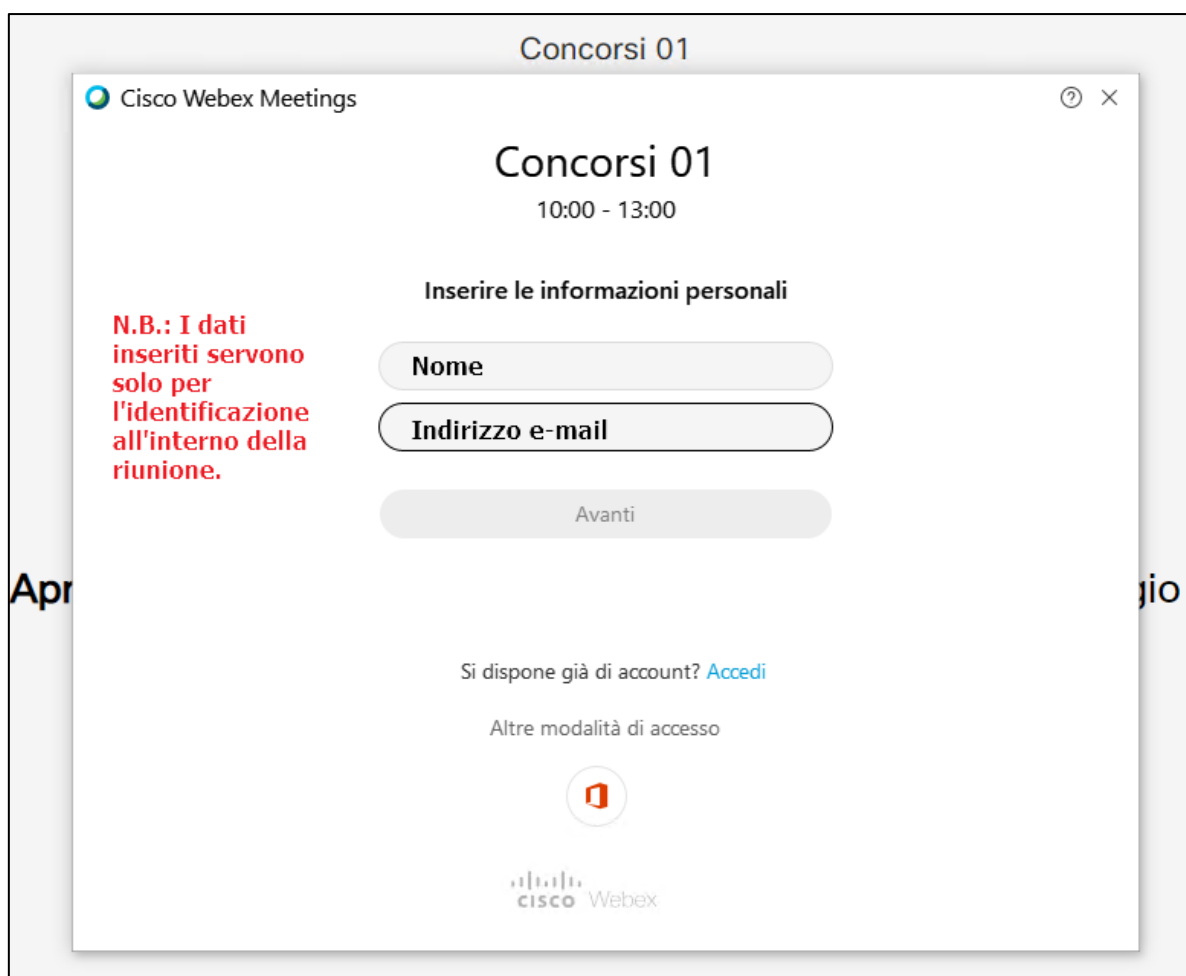 Concorsi 01
Cisco Webex Meetings
Concorsi 01
10:00 - 13:00
Inserire le informazioni personali
N.B.: I dati
inseriti servono
solo per
l'identificazione
all'interno della
riunione.
Nome
Indirizzo e-mail
Avanti
Apr
gio
Si dispone già di account? Accedi
Altre modalità di accesso
cisco Webex